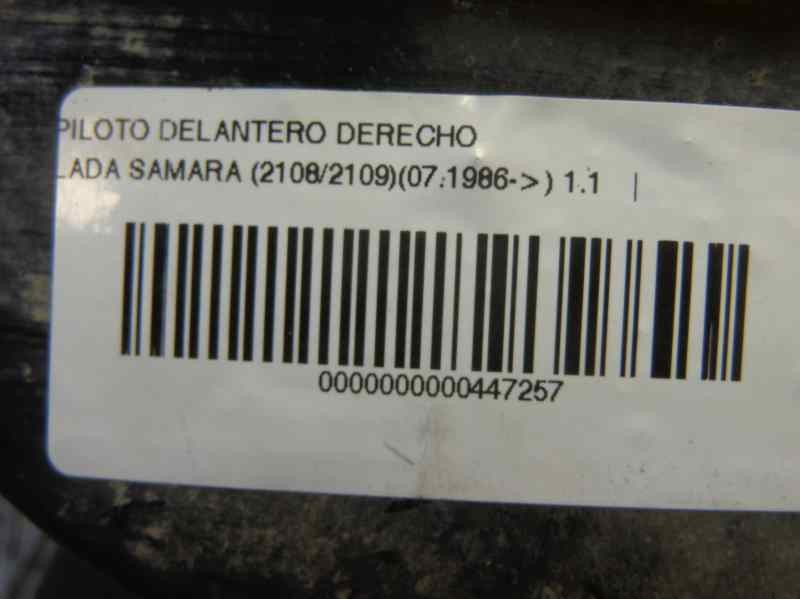 PILOTO DELANTERO DERECHO
LADA SAMARA (2108/2109)(07.1986->) 1.1 |
0000000000447257